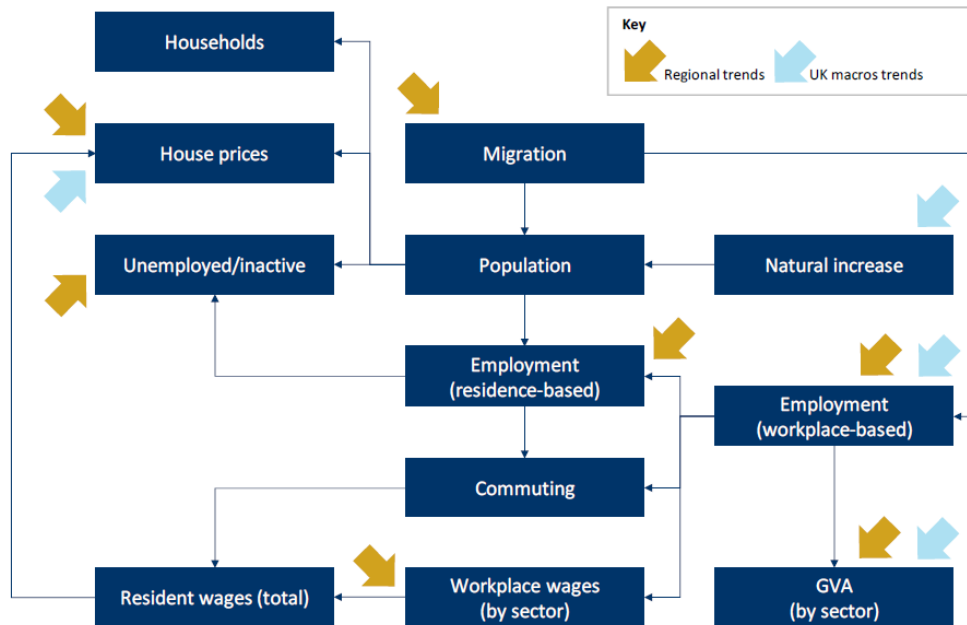 Households
Key
Regional trends
UK macros trends
House prices
Migration
Unemployed/inactive
Population
Natural increase
Employment
(residence-based)
Employment
(workplace-based)
Commuting
Resident wages (total)
Workplace wages
(by sector)
GVA
(by sector)